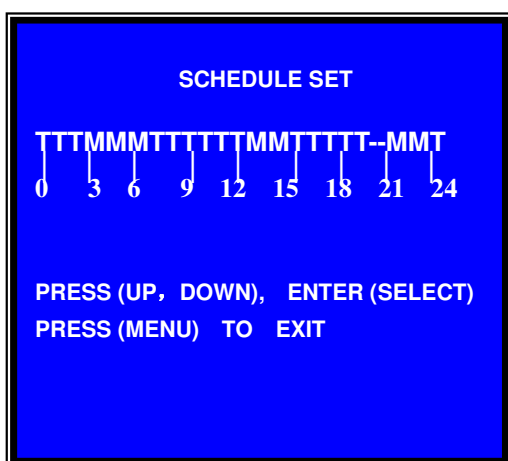 SCHEDULE SET
TTTMMMTTTTTTMMTTTTT--MMT
0 3 6 9 12 15 18 21 24
PRESS (UP，DOWN), ENTER (SELECT)
PRESS (MENU) TO EXIT